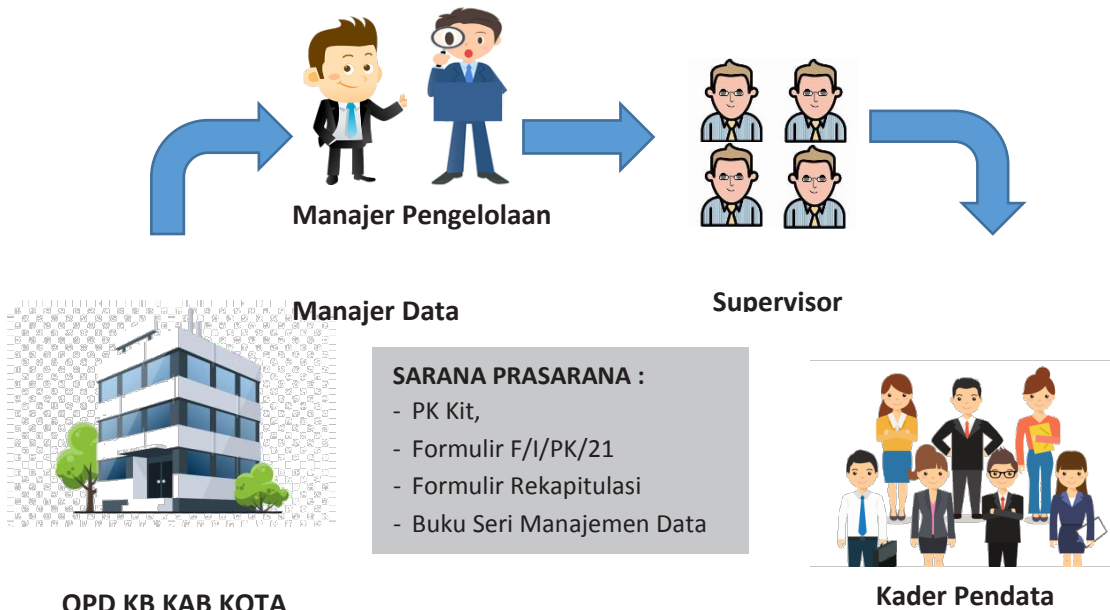 Manajer Pengelolaan
Manajer Data
Supervisor
SARANA PRASARANA :
- PK Kit,
- Formulir F/I/PK/21
- Formulir Rekapitulasi
- Buku Seri Manajemen Data
OPD KB KAB KOTA
Kader Pendata